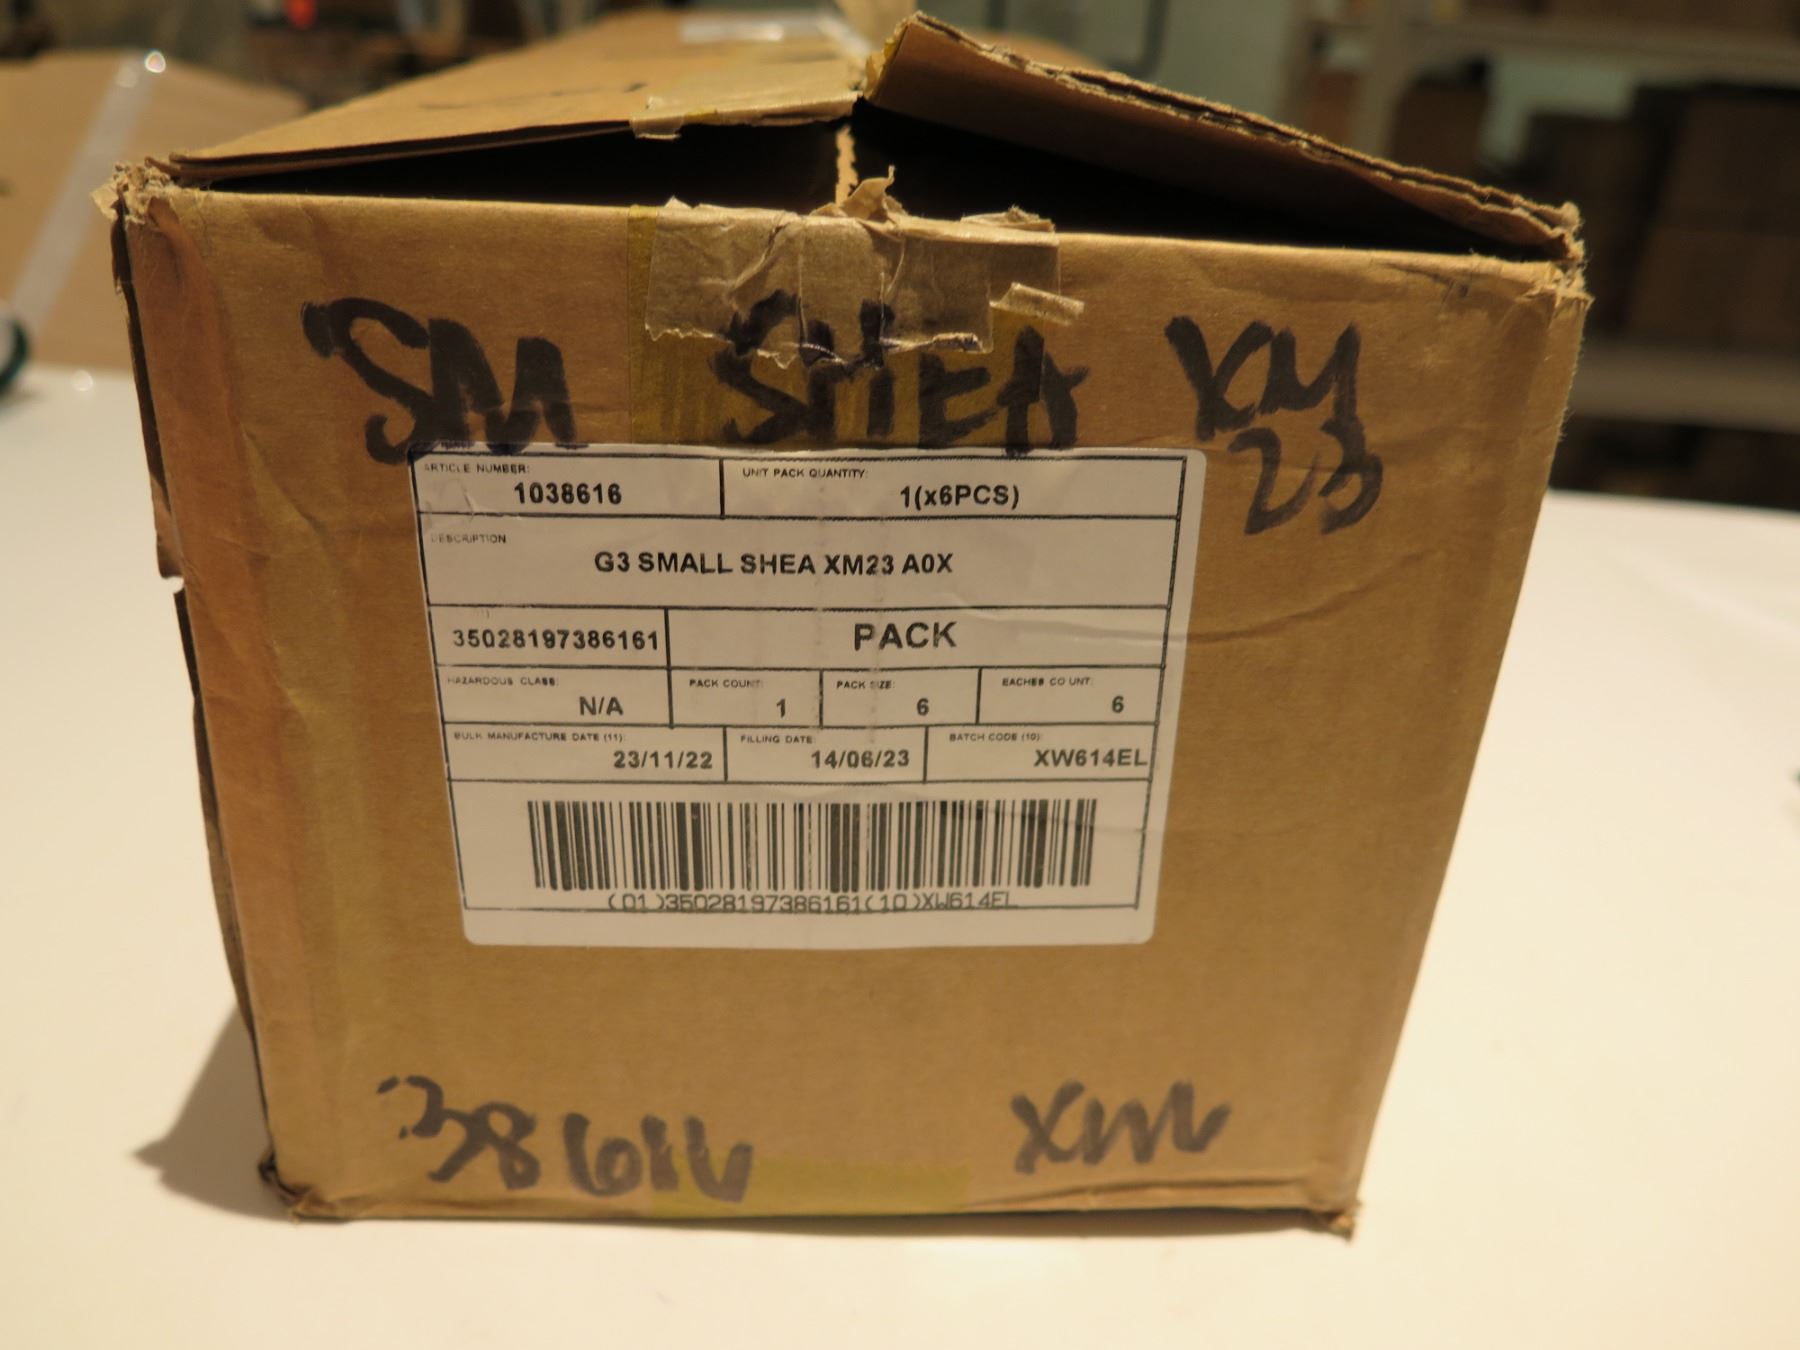 SM SHEA XM
23
ARTICLE NUMBER:
1038616
UNIT PACK QUANTITY:
1(x6PCS)
DESCRIPTION
G3 SMALL SHEA XM23 A0X
35028197386161
PACK
HAZARDOUS CLASS:
N/A
PACK COUNT:
1
PACK SIZE:
6
EACHES COUNT:
6
BULK MANUFACTURE DATE (11):
23/11/22
FILLING DATE:
14/06/23
BATCH CODE (10):
XW614EL
(01)35028197386161(10)XW614EL
38616